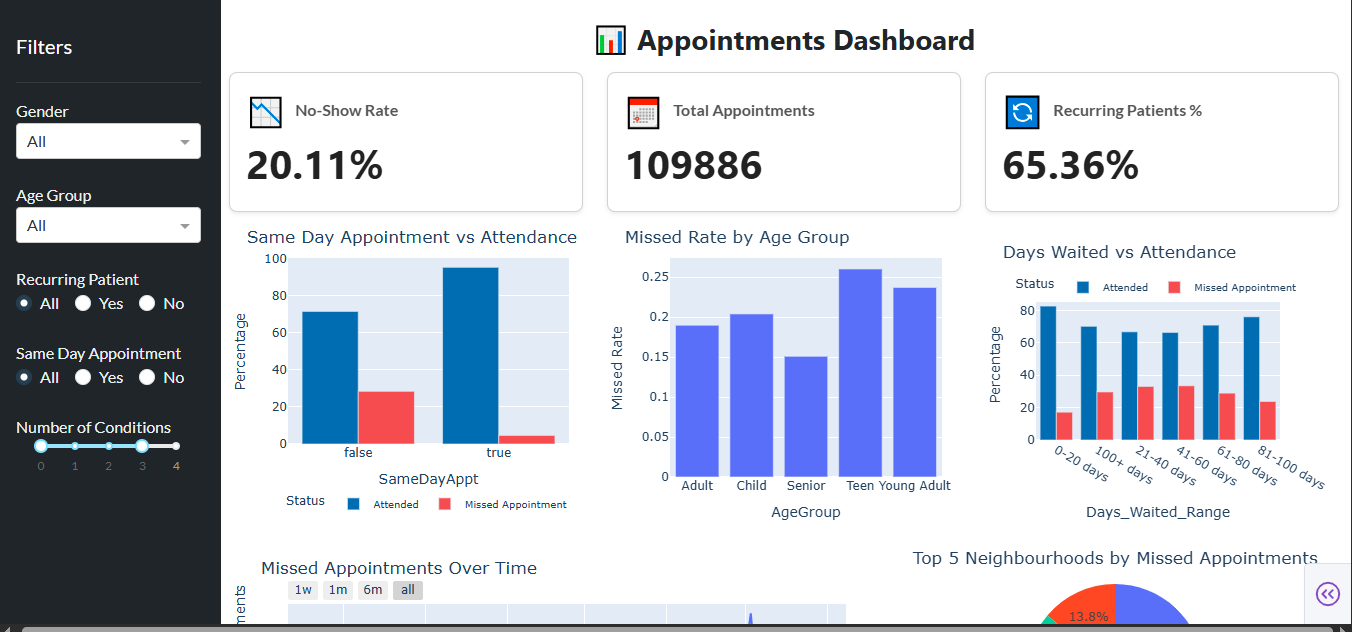 Filters
Gender
All
Age Group
All
Recurring Patient
All Yes No
Same Day Appointment
All Yes No
Number of Conditions
0 1 2 3 4
Appointments Dashboard
No-Show Rate
20.11%
Total Appointments
109886
Recurring Patients %
65.36%
Same Day Appointment vs Attendance
100
80
60
40
20
0
Percentage
false true
SameDayAppt
Status Attended Missed Appointment
Missed Rate by Age Group
0.25
0.2
0.15
0.1
0.05
0
Missed Rate
Adult Child Senior Teen Young Adult
AgeGroup
Days Waited vs Attendance
Status Attended Missed Appointment
80
60
40
20
0
Percentage
0-20 days 100+ days 21-40 days 41-60 days 61-80 days 81-100 days
Days_Waited_Range
Missed Appointments Over Time
1w 1m 6m all
ments
Top 5 Neighbourhoods by Missed Appointments
13.8%